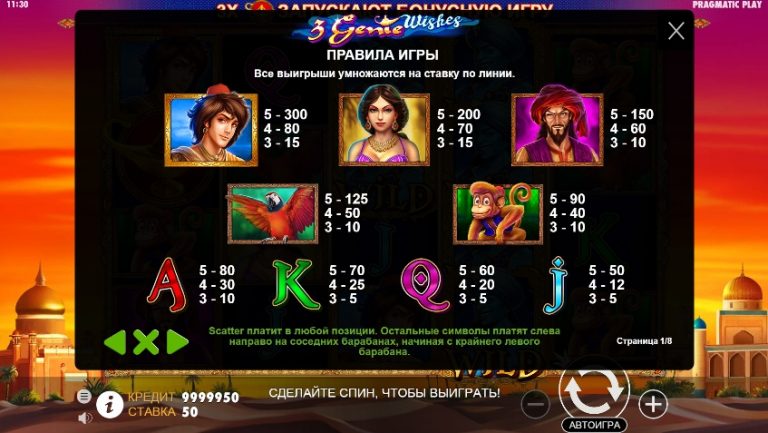 11:30
3X ЗАПУСКАЮТ БОНУСНУЮ ИГРУ
PRAGMATIC PLAY
3 Genie Wishes
ПРАВИЛА ИГРЫ
Все выигрыши умножаются на ставку по линии.
5 - 300
4 - 80
3 - 15
5 - 200
4 - 70
3 - 15
5 - 150
4 - 60
3 - 10
5 - 125
4 - 50
3 - 10
5 - 90
4 - 40
3 - 10
A
5 - 80
4 - 30
3 - 10
K
5 - 70
4 - 25
3 - 5
Q
5 - 60
4 - 20
3 - 5
J
5 - 50
4 - 12
3 - 5
Scatter платит в любой позиции. Остальные символы платят слева
направо на соседних барабанах, начиная с крайнего левого
барабана.
Страница 1/8
WILD
КРЕДИТ 9999950
СТАВКА 50
СДЕЛАЙТЕ СПИН, ЧТОБЫ ВЫИГРАТЬ!
АВТОИГРА